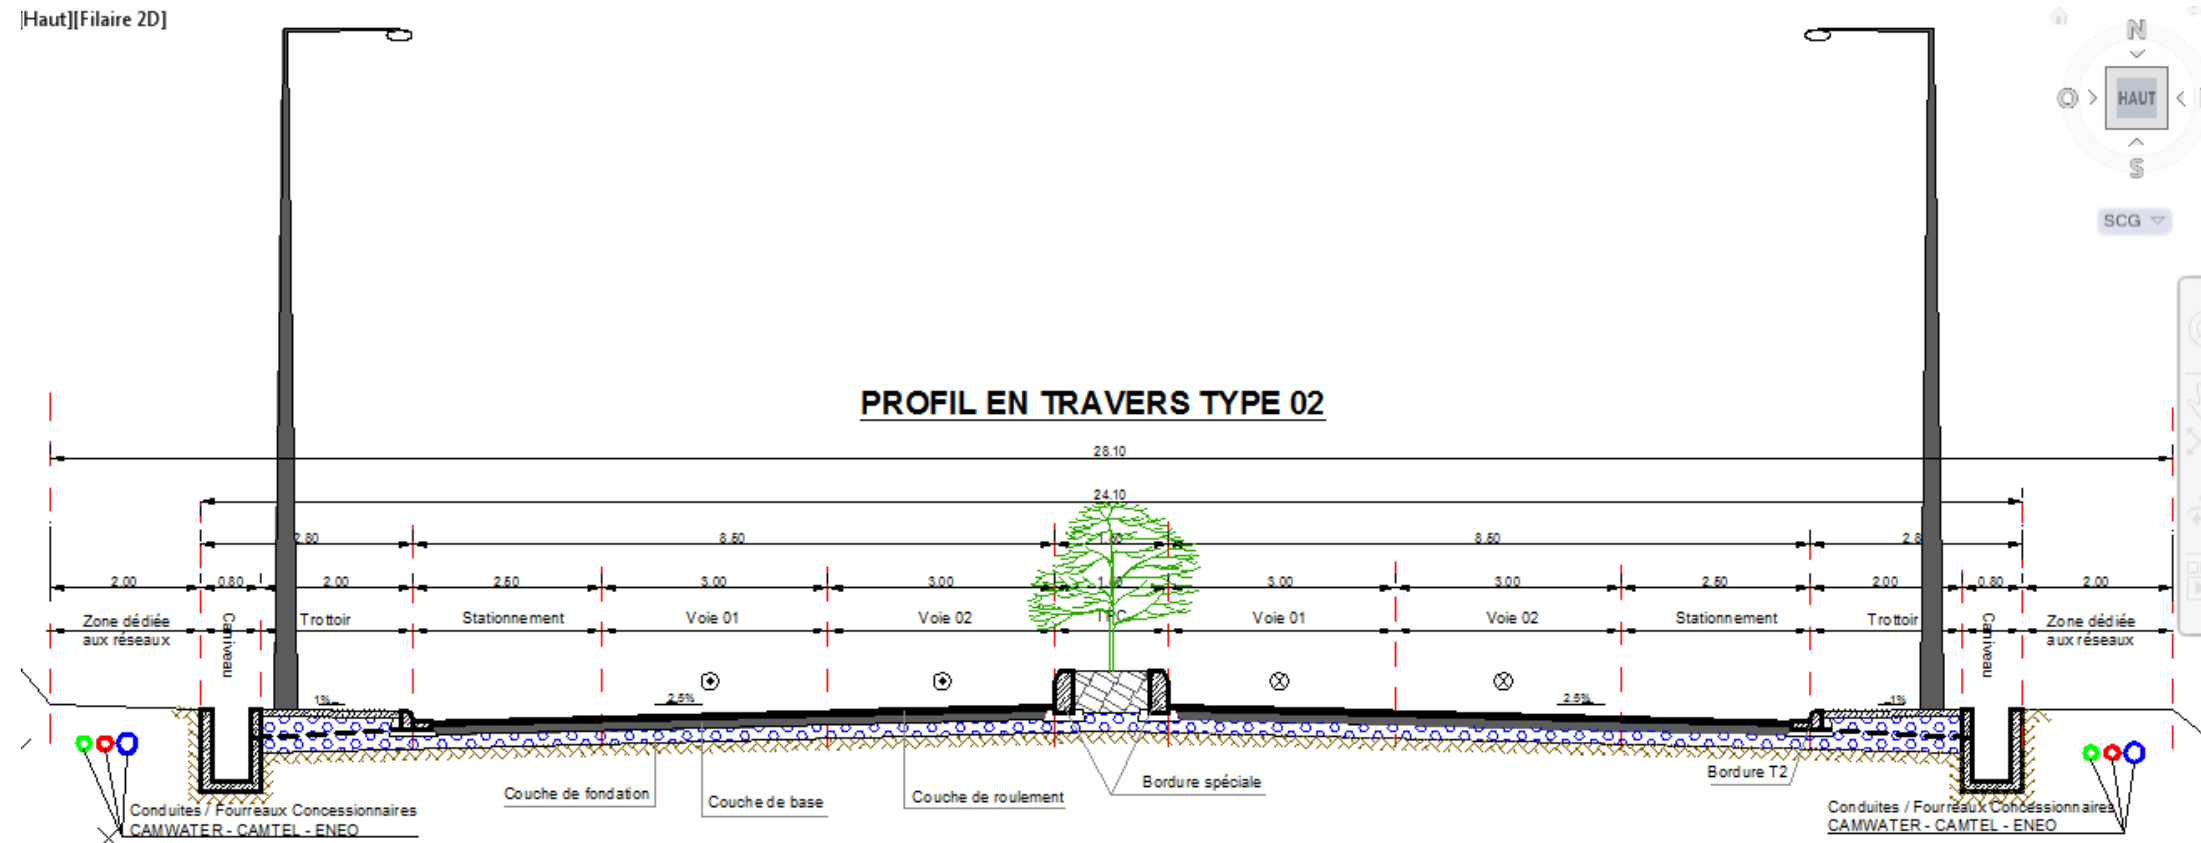 [Haut][Filaire 2D]
N
O
HAUT
S
SCG
PROFIL EN TRAVERS TYPE 02
28.10
24.10
2.80
8.50
8.50
2.00
0.80
2.00
2.50
3.00
3.00
3.00
3.00
2.50
2.00
0.80
2.00
Zone dédiée
aux réseaux
Caniveau
Trottoir
Stationnement
Voie 01
Voie 02
TPC
Voie 01
Voie 02
Stationnement
Trottoir
Caniveau
Zone dédiée
aux réseaux
1%
2.5%
2.5%
1%
Couche de fondation
Couche de base
Couche de roulement
Bordure spéciale
Bordure T2
Conduites / Fourreaux Concessionnaires
CAMWATER - CAMTEL - ENEO
Conduites / Fourreaux Concessionnaires
CAMWATER - CAMTEL - ENEO